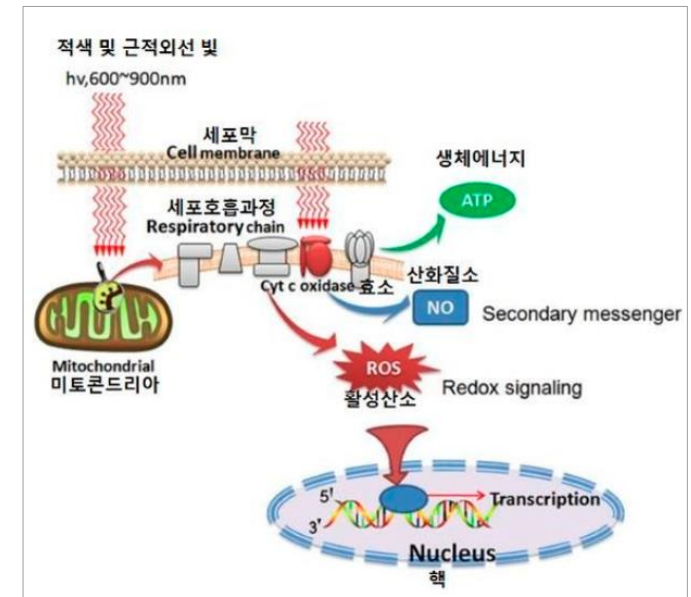 적색 및 근적외선 빛
hv,600~900nm
세포막
Cell membrane
생체에너지
ATP
세포호흡과정
Respiratory chain
Cyt c oxidase 효소
산화질소
NO
Secondary messenger
Mitochondrial
미토콘드리아
ROS
활성산소
Redox signaling
5'
3'
Transcription
Nucleus
핵